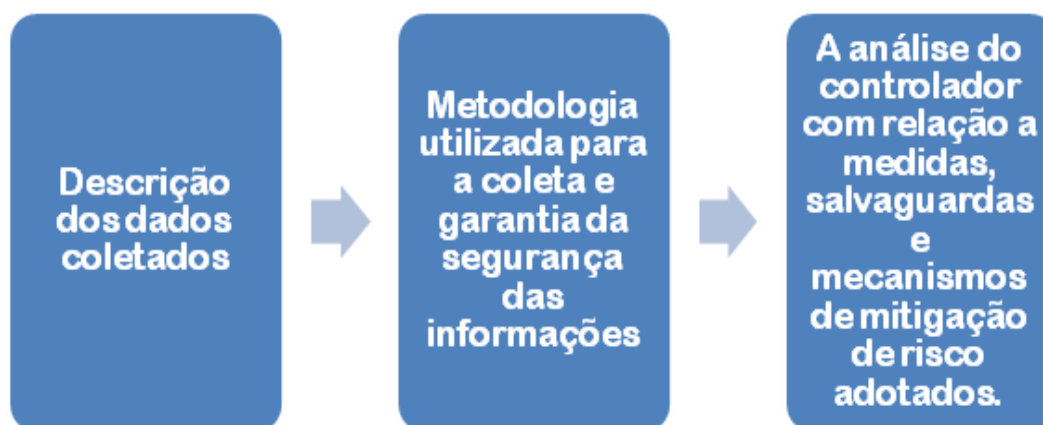 Descrição
dos dados
coletados
Metodologia
utilizada para
a coleta e
garantia da
segurança
das
informações
A análise do
controlador
com relação a
medidas,
salvaguardas
e
mecanismos
de mitigação
de risco
adotados.